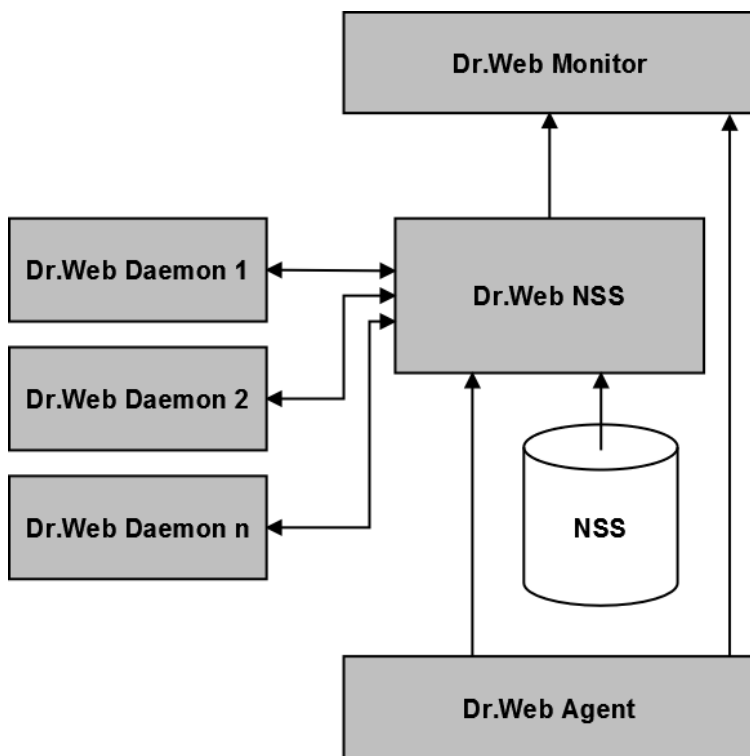 Dr.Web Monitor
Dr.Web Daemon 1
Dr.Web NSS
Dr.Web Daemon 2
Dr.Web Daemon n
NSS
Dr.Web Agent